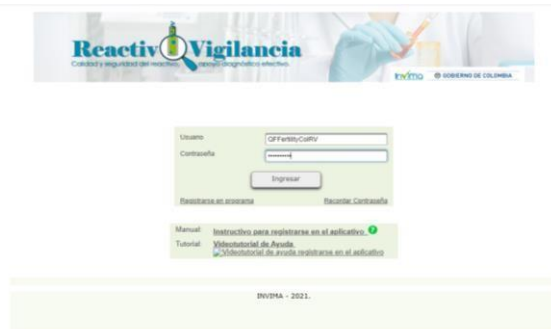 ReactivoVigilancia
Calidad y seguridad del reactivo, apoyo diagnóstico efectivo.
invima GOBIERNO DE COLOMBIA
Usuario QFFertilityColRV
Contraseña ••••••••
Ingresar
Registrarse en programa Recordar Contraseña
Manual: Instructivo para registrarse en el aplicativo ?
Tutorial: Videotutorial de Ayuda
Videotutorial de ayuda registrarse en el aplicativo
INVIMA - 2021.